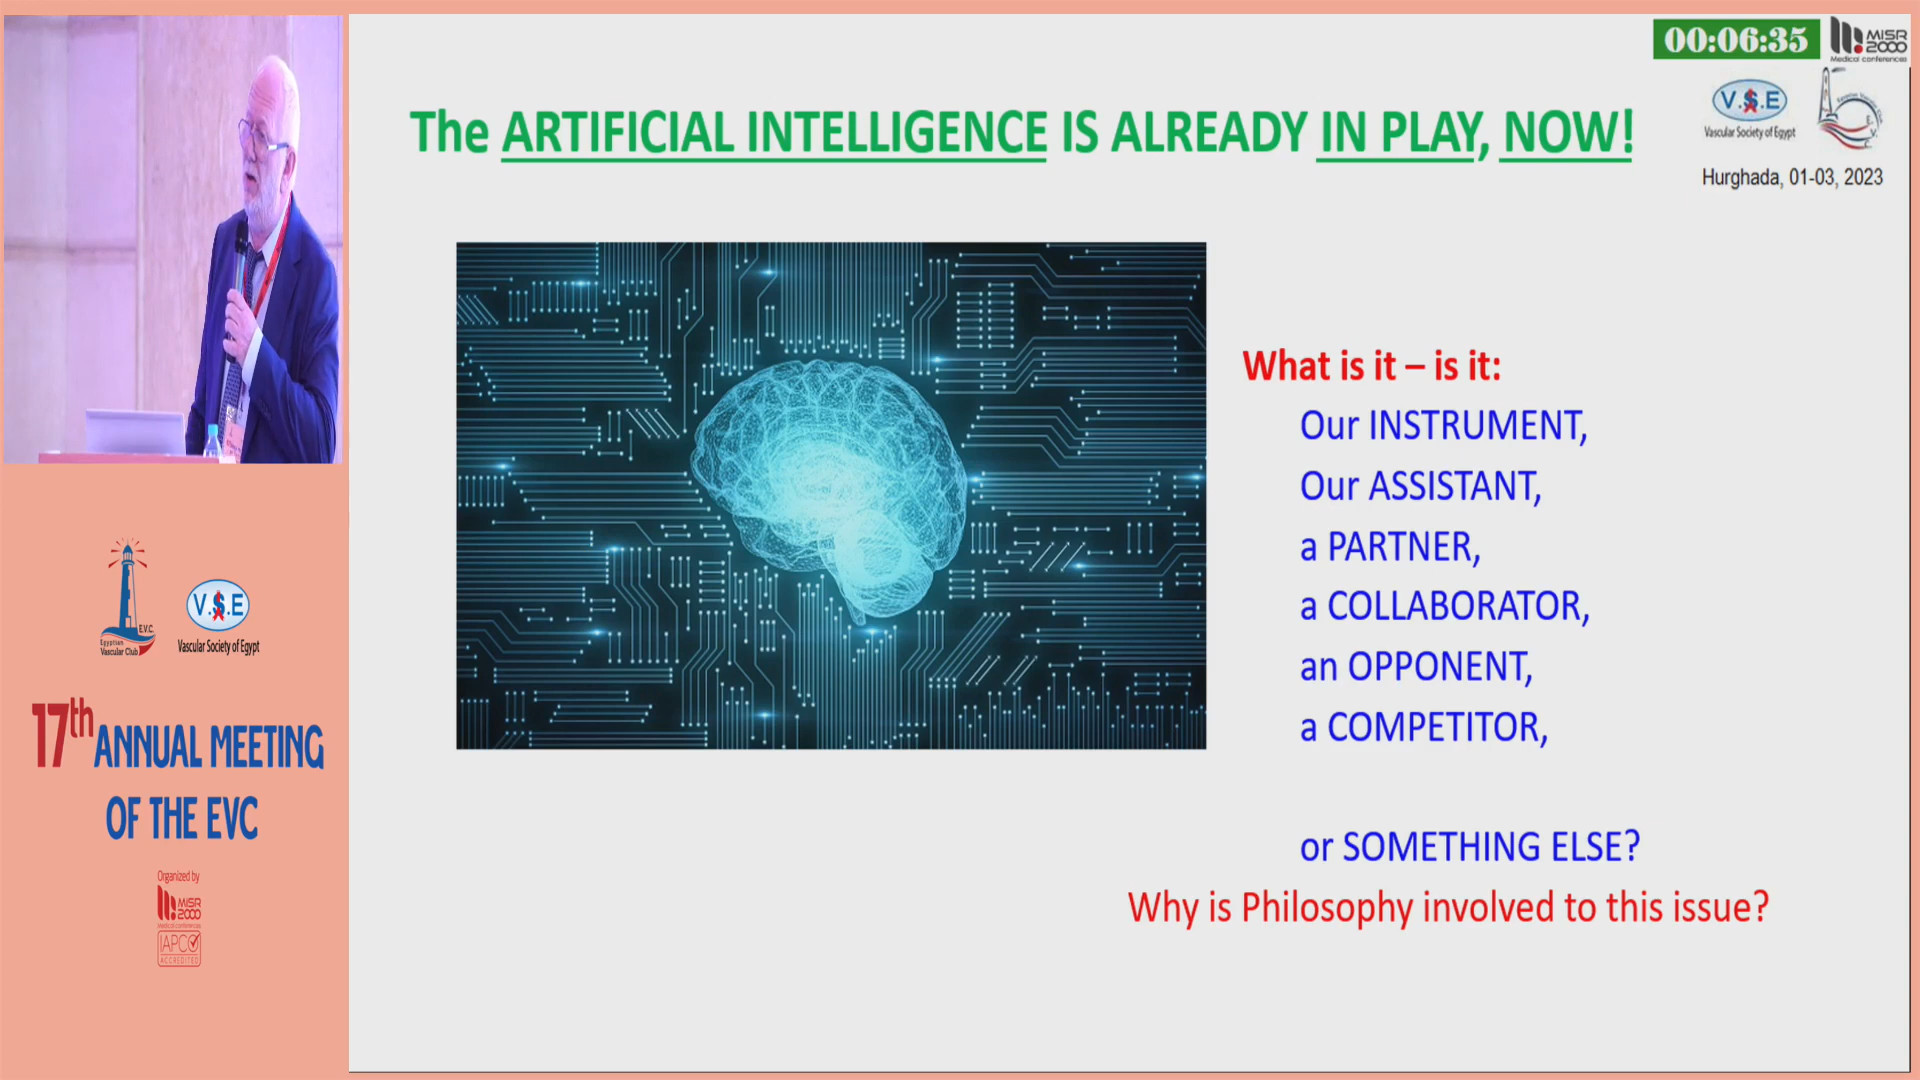 00:06:35
MISR
2000
Medical conferences
The ARTIFICIAL INTELLIGENCE IS ALREADY IN PLAY, NOW!
V.S.E
Vascular Society of Egypt
Hurghada, 01-03, 2023
What is it – is it:
Our INSTRUMENT,
Our ASSISTANT,
a PARTNER,
a COLLABORATOR,
an OPPONENT,
a COMPETITOR,
or SOMETHING ELSE?
Why is Philosophy involved to this issue?
E.V.C.
Egyptian
Vascular Club
V.S.E
Vascular Society of Egypt
17th
ANNUAL MEETING
OF THE EVC
Organized by
MISR
2000
Medical conferences
IAPCO
ACCREDITED